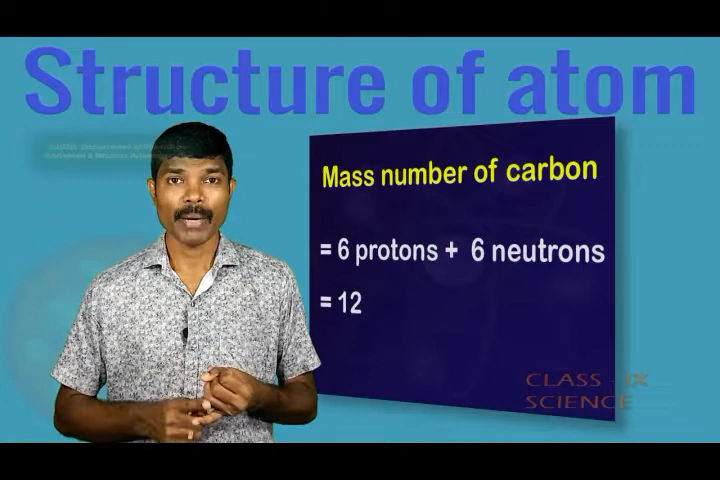 Structure of atom
Mass number of carbon
= 6 protons + 6 neutrons
= 12
CLASS - IX
SCIENCE